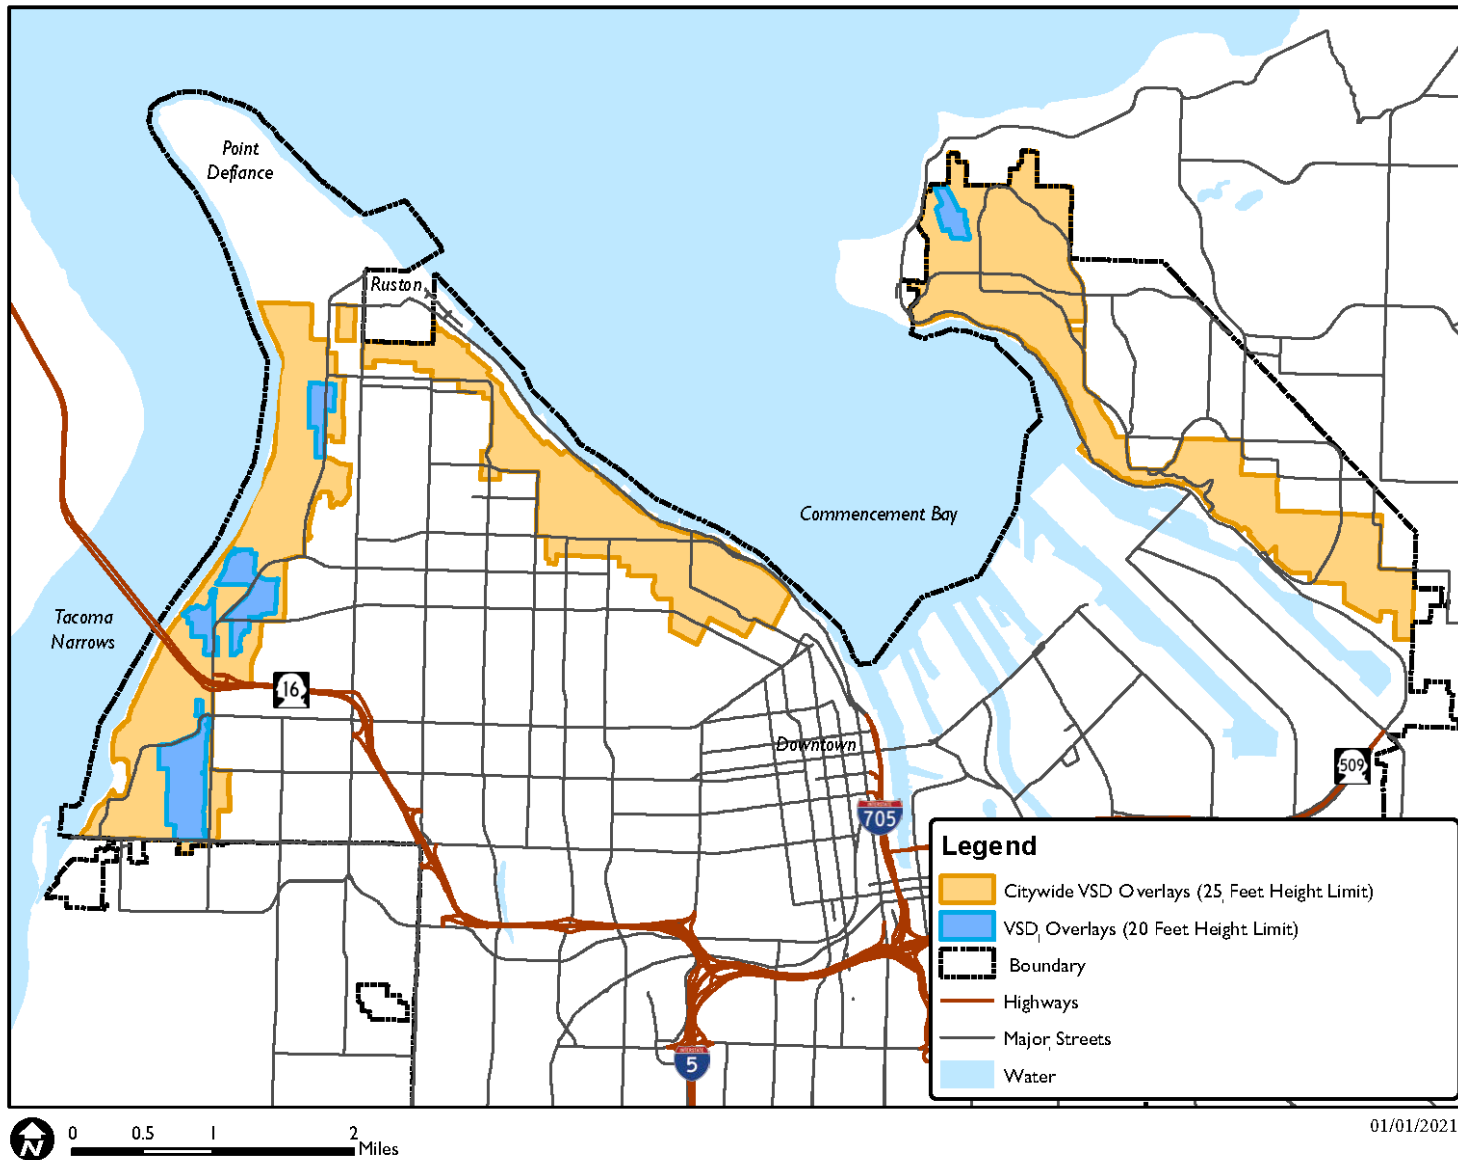 Point
Defiance
Ruston
Commencement Bay
Tacoma
Narrows
16
Downtown
509
INTERSTATE
705
Legend
Citywide VSD Overlays (25 Feet Height Limit)
VSD Overlays (20 Feet Height Limit)
Boundary
Highways
Major Streets
Water
INTERSTATE
5
N
0 0.5 1 2
Miles
01/01/2021